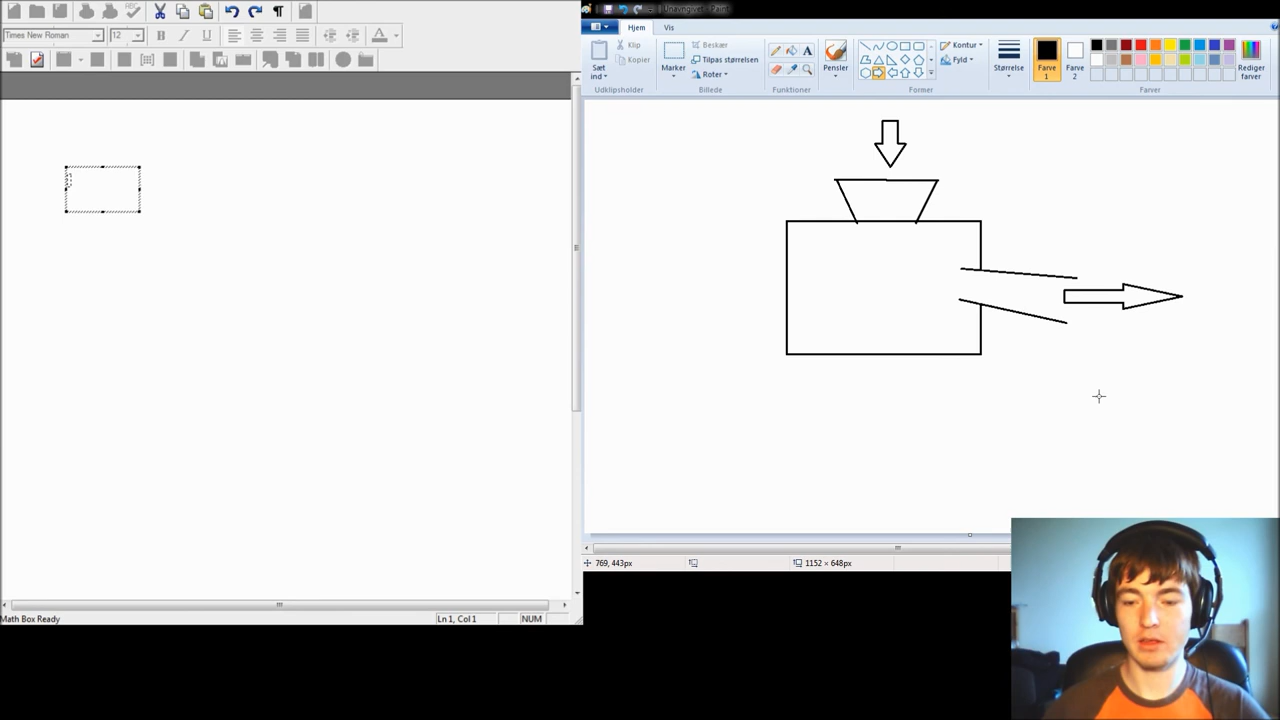 Times New Roman
12
B I U
Math Box Ready
Ln 1, Col 1
NUM
Unavngivet - Paint
Hjem
Vis
Sæt
ind
Klip
Kopier
Udklipsholder
Marker
Beskær
Tilpas størrelsen
Roter
Billede
A
Funktioner
Pensler
Kontur
Fyld
Former
Størrelse
Farve
1
Farve
2
Rediger
farver
Farver
769, 443px
1152 × 648px